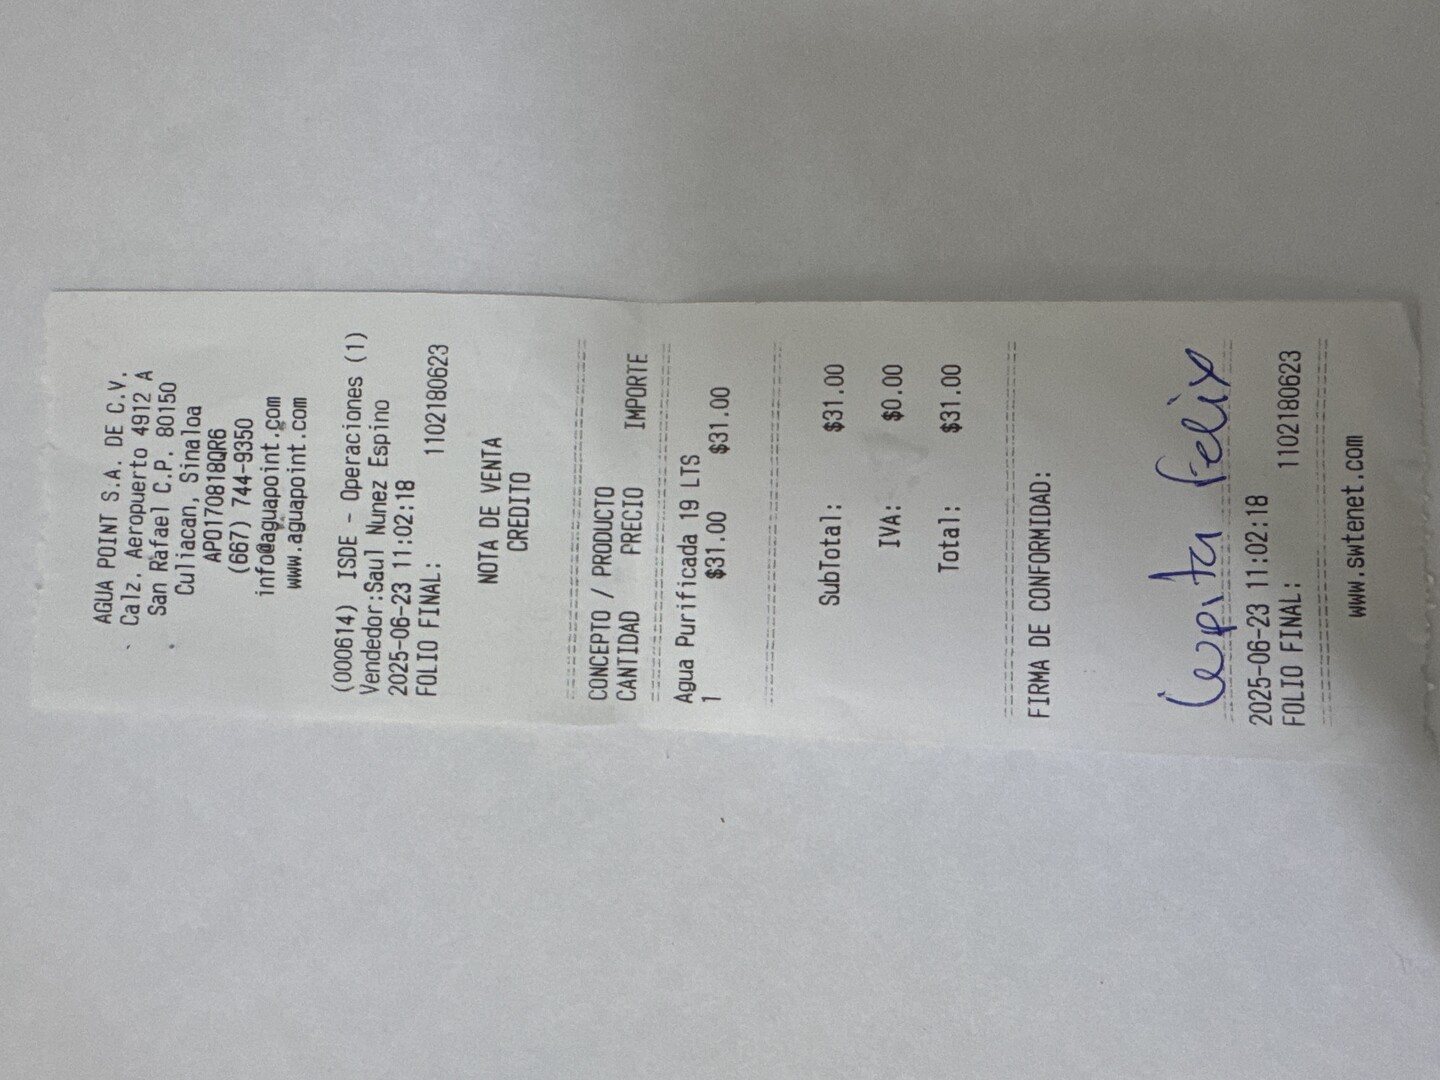 AGUA POINT S.A. DE C.V.
Calz. Aeropuerto 4912 A
San Rafael C.P. 80150
Culiacan, Sinaloa
APO170818QR6
(667) 744-9350
info@aguapoint.com
www.aguapoint.com
(000614) ISDE - Operaciones (1)
Vendedor:Saul Nunez Espino
2025-06-23 11:02:18
FOLIO FINAL: 1102180623
NOTA DE VENTA
CREDITO
CONCEPTO / PRODUCTO
CANTIDAD PRECIO IMPORTE
Agua Purificada 19 LTS
1 $31.00 $31.00
SubTotal: $31.00
IVA: $0.00
Total: $31.00
FIRMA DE CONFORMIDAD:
Lupita Felix
2025-06-23 11:02:18
FOLIO FINAL: 1102180623
www.swtenet.com